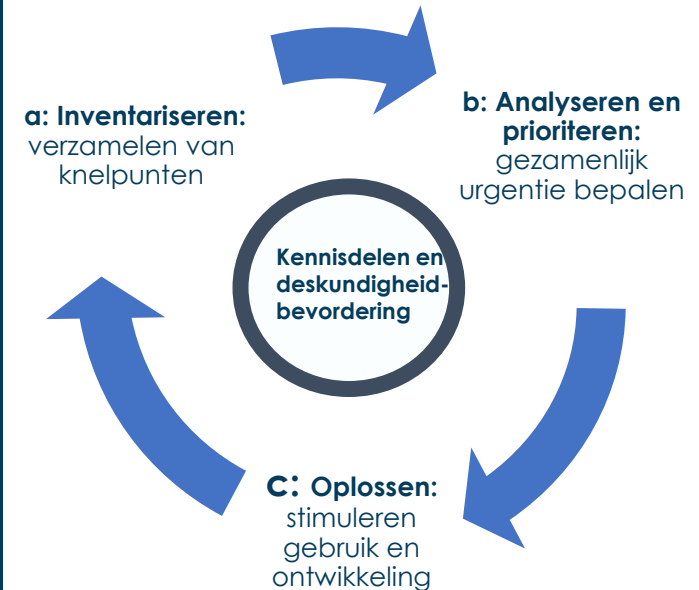 a: Inventariseren:
verzamelen van
knelpunten
b: Analyseren en
prioriteren:
gezamenlijk
urgentie bepalen
Kennisdelen en
deskundigheid-
bevordering
c: Oplossen:
stimuleren
gebruik en
ontwikkeling